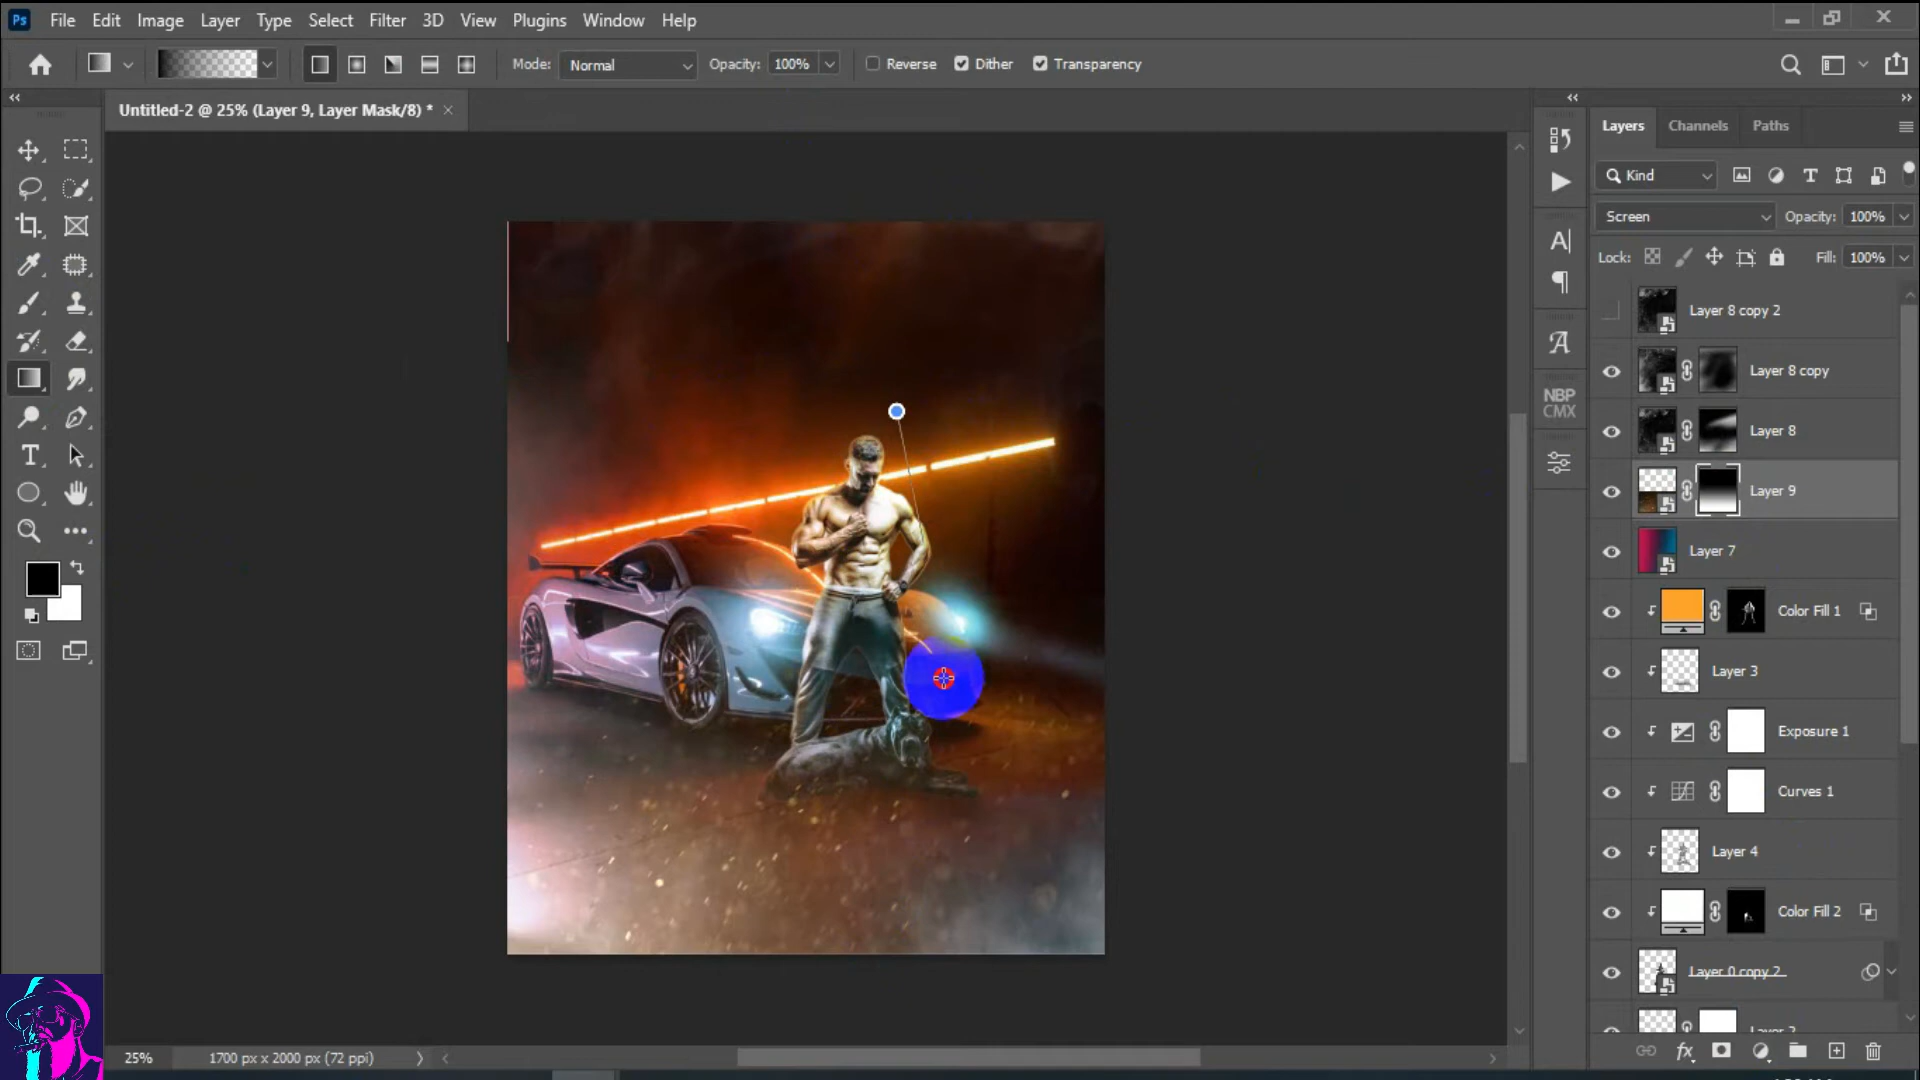 Ps File Edit Image Layer Type Select Filter 3D View Plugins Window Help
Mode: Normal Opacity: 100% Reverse Dither Transparency
Untitled-2 @ 25% (Layer 9, Layer Mask/8) *
Layers Channels Paths
Kind
Screen Opacity: 100%
Lock: Fill: 100%
Layer 8 copy 2
Layer 8 copy
Layer 8
Layer 9
Layer 7
Color Fill 1
Layer 3
Exposure 1
Curves 1
Layer 4
Color Fill 2
Layer 0 copy 2
Layer 2
NBP
CMX
25% 1700 px x 2000 px (72 ppi)